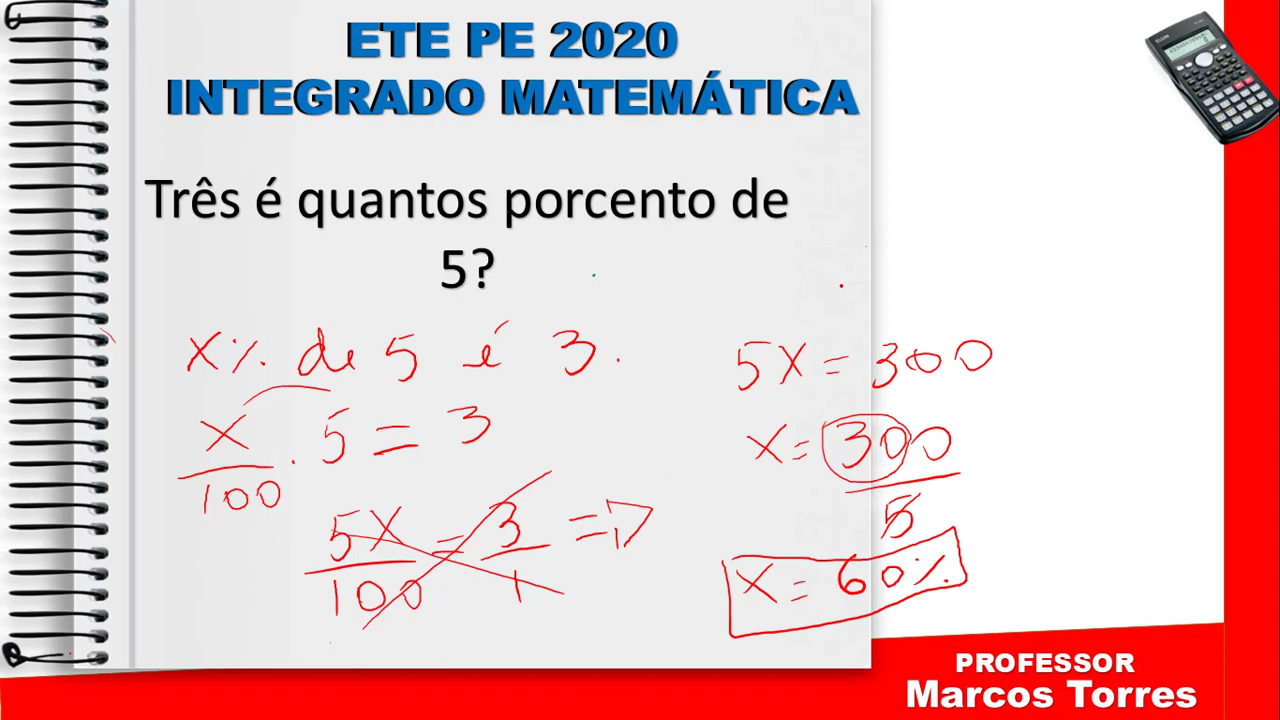 ETE PE 2020
INTEGRADO MATEMÁTICA
Três é quantos porcento de
5?
X% de 5 é 3.
X/100 . 5 = 3
5X/100 = 3/1 =>
5X = 300
X = 300/5
X = 60%
PROFESSOR
Marcos Torres